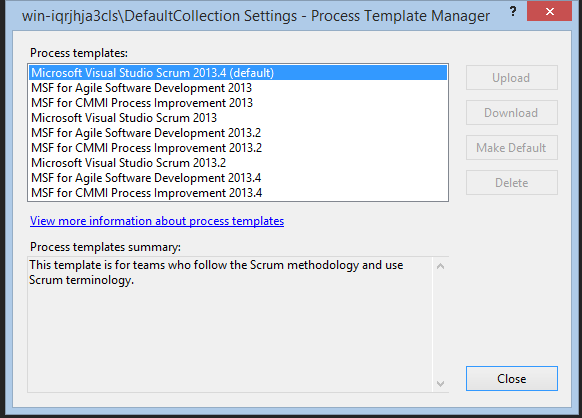 win-iqrjhja3cls\DefaultCollection Settings - Process Template Manager
?
Process templates:
Microsoft Visual Studio Scrum 2013.4 (default)
MSF for Agile Software Development 2013
MSF for CMMI Process Improvement 2013
Microsoft Visual Studio Scrum 2013
MSF for Agile Software Development 2013.2
MSF for CMMI Process Improvement 2013.2
Microsoft Visual Studio Scrum 2013.2
MSF for Agile Software Development 2013.4
MSF for CMMI Process Improvement 2013.4
Upload
Download
Make Default
Delete
View more information about process templates
Process templates summary:
This template is for teams who follow the Scrum methodology and use
Scrum terminology.
Close